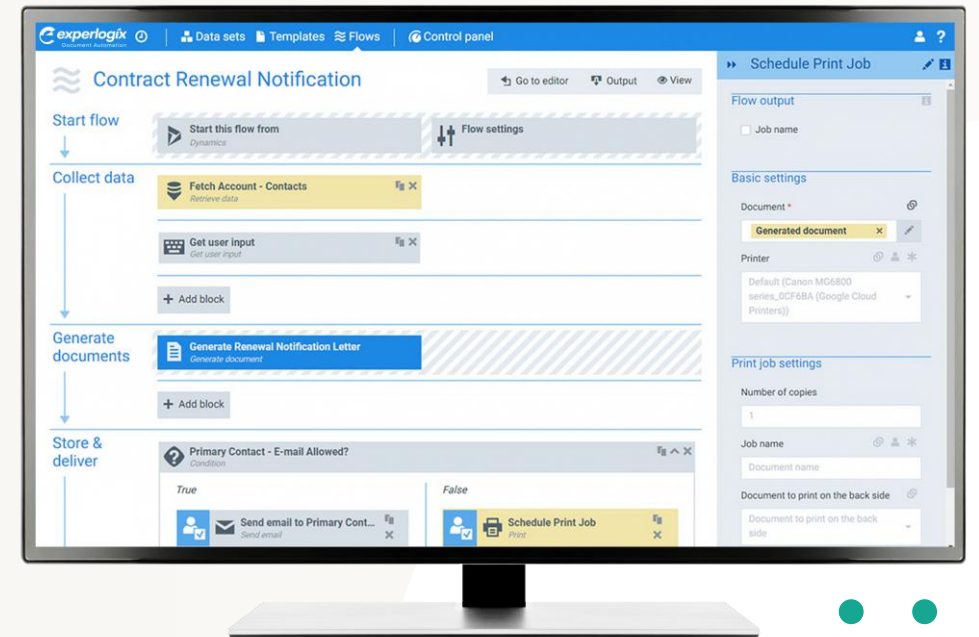 experlogix
Document Automation
Data sets
Templates
Flows
Control panel
?
Contract Renewal Notification
Go to editor
Output
View
Start flow
Start this flow from
Dynamics
Flow settings
Collect data
Fetch Account - Contacts
Retrieve data
Get user input
Get user input
+ Add block
Generate
documents
Generate Renewal Notification Letter
Generate document
+ Add block
Store &
deliver
Primary Contact - E-mail Allowed?
Condition
True
False
Send email to Primary Cont...
Send email
Schedule Print Job
Print
Schedule Print Job
Flow output
Job name
Basic settings
Document *
Generated document
Printer
Default (Canon MG6800
series_0CF6BA (Google Cloud
Printers))
Print job settings
Number of copies
1
Job name
Document name
Document to print on the back side
Document to print on the back
side